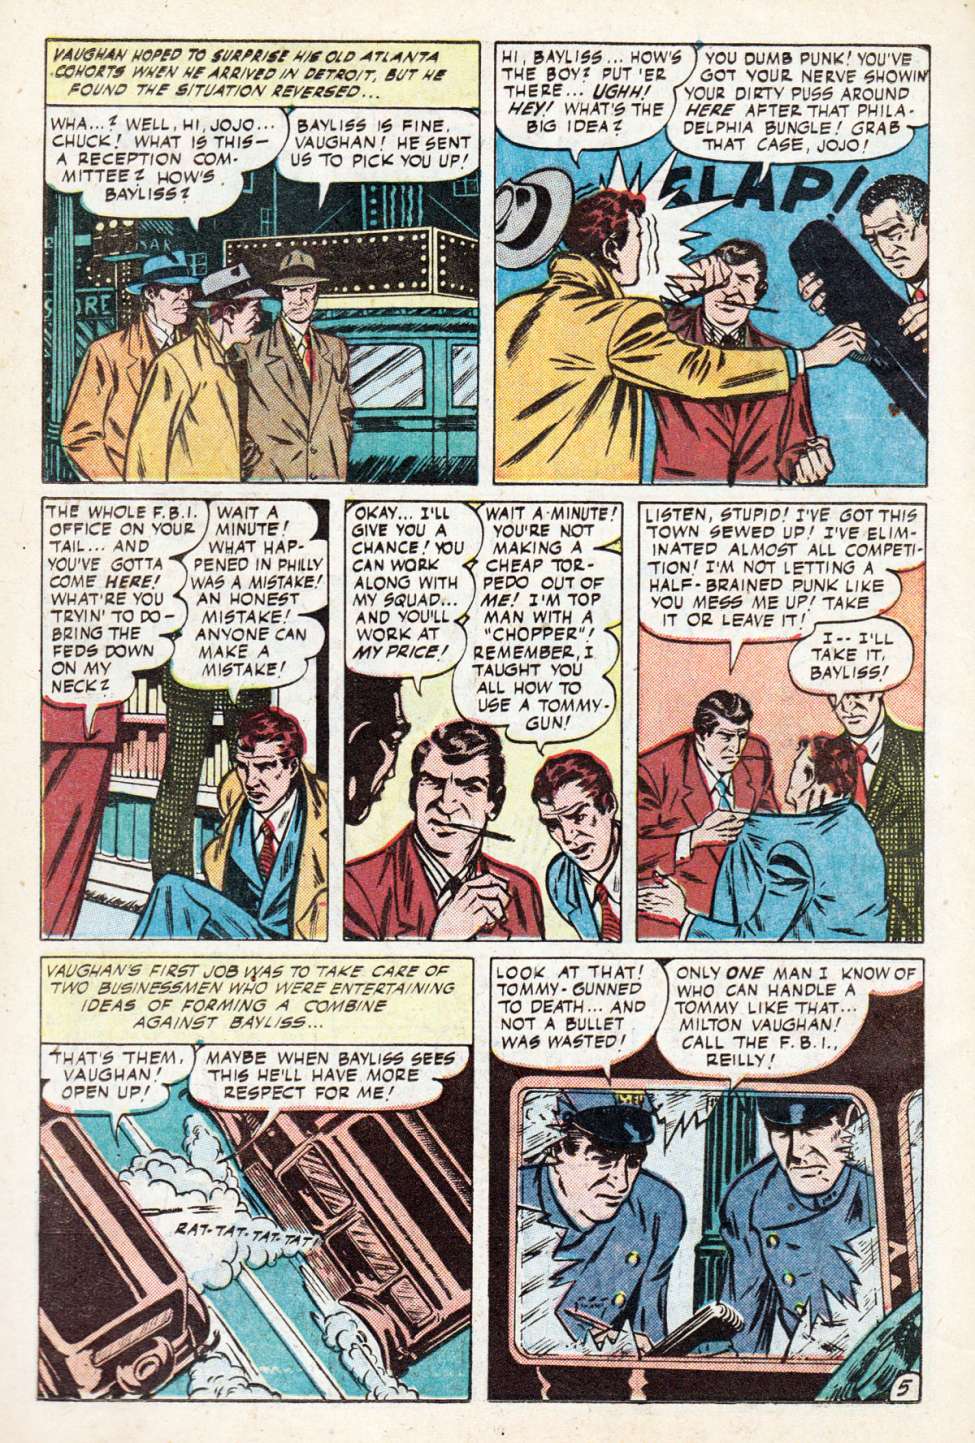 VAUGHAN HOPED TO SURPRISE HIS OLD ATLANTA
COHORTS WHEN HE ARRIVED IN DETROIT, BUT HE
FOUND THE SITUATION REVERSED...
WHA...? WELL, HI, JOJO...
CHUCK! WHAT IS THIS—
A RECEPTION COM-
MITTEE? HOW'S
BAYLISS?
BAYLISS IS FINE,
VAUGHAN! HE SENT
US TO PICK YOU UP!
BAR
STORE
HI, BAYLISS... HOW'S
THE BOY? PUT 'ER
THERE... UGHH!
HEY! WHAT'S THE
BIG IDEA?
YOU DUMB PUNK! YOU'VE
GOT YOUR NERVE SHOWIN'
YOUR DIRTY PUSS AROUND
HERE AFTER THAT PHILA-
DELPHIA BUNGLE! GRAB
THAT CASE, JOJO!
SLAP!
THE WHOLE F.B.I.
OFFICE ON YOUR
TAIL... AND
YOU'VE GOTTA
COME HERE!
WHAT'RE YOU
TRYIN' TO DO-
BRING THE
FEDS DOWN
ON MY
NECK?
WAIT A
MINUTE!
WHAT HAP-
PENED IN PHILLY
WAS A MISTAKE!
AN HONEST
MISTAKE!
ANYONE CAN
MAKE A
MISTAKE!
OKAY... I'LL
GIVE YOU A
CHANCE! YOU
CAN WORK
ALONG WITH
MY SQUAD...
AND YOU'LL
WORK AT
MY PRICE!
WAIT A MINUTE!
YOU'RE NOT
MAKING A
CHEAP TOR-
PEDO OUT OF
ME! I'M TOP
MAN WITH A
"CHOPPER"!
REMEMBER, I
TAUGHT YOU
ALL HOW TO
USE A TOMMY-
GUN!
LISTEN, STUPID! I'VE GOT THIS
TOWN SEWED UP! I'VE ELIM-
INATED ALMOST ALL COMPETI-
TION! I'M NOT LETTING A
HALF-BRAINED PUNK LIKE
YOU MESS ME UP! TAKE
IT OR LEAVE IT!
I-- I'LL
TAKE IT,
BAYLISS!
VAUGHAN'S FIRST JOB WAS TO TAKE CARE OF
TWO BUSINESSMEN WHO WERE ENTERTAINING
IDEAS OF FORMING A COMBINE
AGAINST BAYLISS...
THAT'S THEM,
VAUGHAN!
OPEN UP!
MAYBE WHEN BAYLISS SEES
THIS HE'LL HAVE MORE
RESPECT FOR ME!
RAT-TAT-TAT-TAT!
LOOK AT THAT!
TOMMY-GUNNED
TO DEATH... AND
NOT A BULLET
WAS WASTED!
ONLY ONE MAN I KNOW OF
WHO CAN HANDLE A
TOMMY LIKE THAT...
MILTON VAUGHAN!
CALL THE F.B.I.,
REILLY!
5